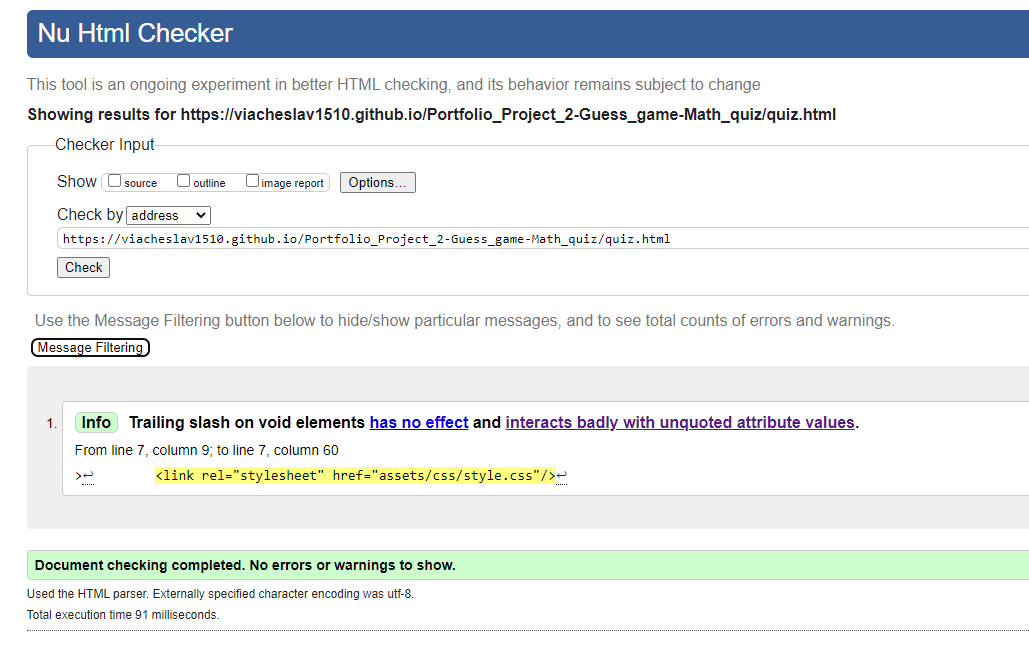 Nu Html Checker
This tool is an ongoing experiment in better HTML checking, and its behavior remains subject to change
Showing results for https://viacheslav1510.github.io/Portfolio_Project_2-Guess_game-Math_quiz/quiz.html
Checker Input
Show source outline image report Options...
Check by address
https://viacheslav1510.github.io/Portfolio_Project_2-Guess_game-Math_quiz/quiz.html
Check
Use the Message Filtering button below to hide/show particular messages, and to see total counts of errors and warnings.
Message Filtering
1. Info Trailing slash on void elements has no effect and interacts badly with unquoted attribute values.
From line 7, column 9; to line 7, column 60
>↩ <link rel="stylesheet" href="assets/css/style.css"/>↩
Document checking completed. No errors or warnings to show.
Used the HTML parser. Externally specified character encoding was utf-8.
Total execution time 91 milliseconds.